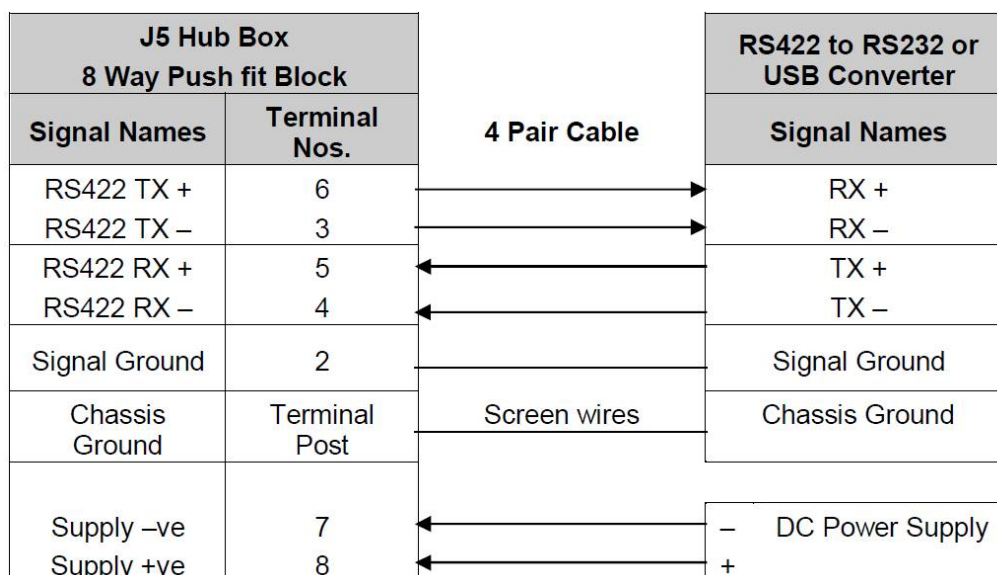 J5 Hub Box
8 Way Push fit Block
RS422 to RS232 or
USB Converter
Signal Names
Terminal
Nos.
4 Pair Cable
Signal Names
RS422 TX + 6 RX +
RS422 TX – 3 RX –
RS422 RX + 5 TX +
RS422 RX – 4 TX –
Signal Ground 2 Signal Ground
Chassis
Ground
Terminal
Post
Screen wires
Chassis Ground
Supply –ve 7 – DC Power Supply
Supply +ve 8 +